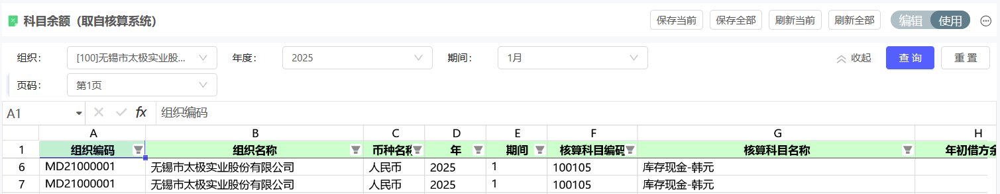 科目余额（取自核算系统） 保存当前 保存全部 刷新当前 刷新全部 编辑 使用
组织： [100]无锡市太极实业股... 年度： 2025 期间： 1月 收起 查询 重置
页码： 第1页
A1 fx 组织编码
A B C D E F G H
1 组织编码 组织名称 币种名称 年 期间 核算科目编码 核算科目名称 年初借方余
6 MD21000001 无锡市太极实业股份有限公司 人民币 2025 1 100105 库存现金-韩元
7 MD21000001 无锡市太极实业股份有限公司 人民币 2025 1 100105 库存现金-韩元